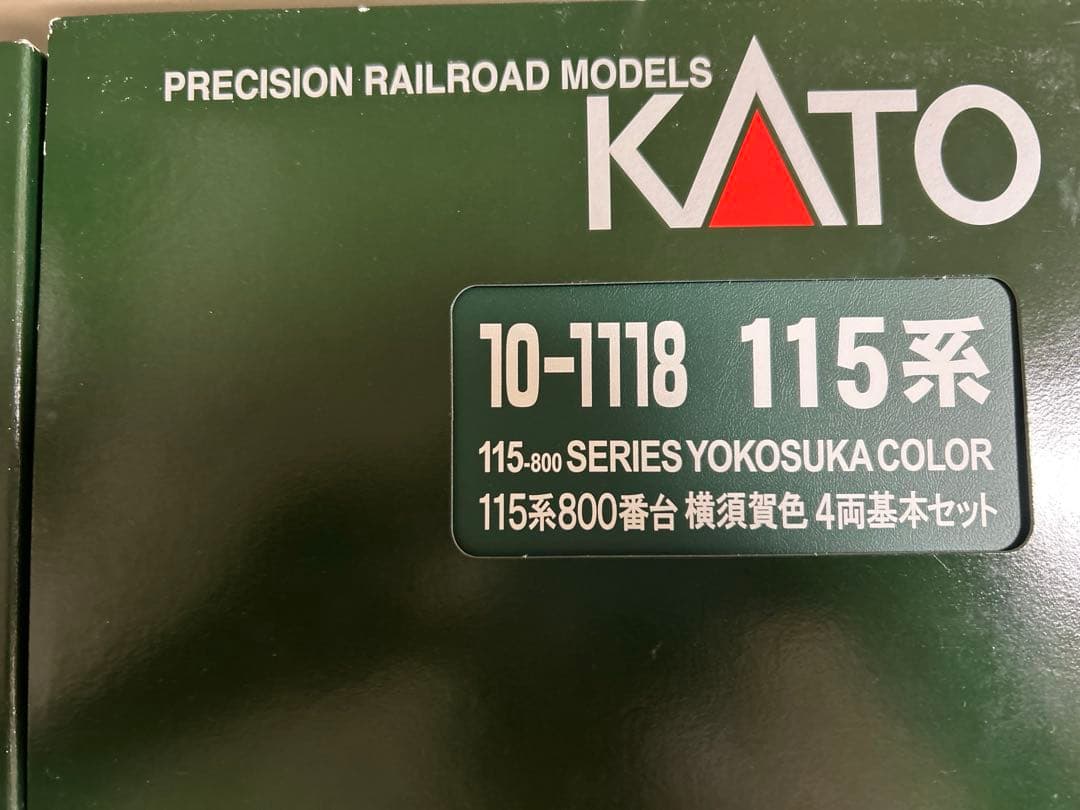 PRECISION RAILROAD MODELS
KATO
10-1118 115系
115-800 SERIES YOKOSUKA COLOR
115系800番台 横須賀色 4両基本セット